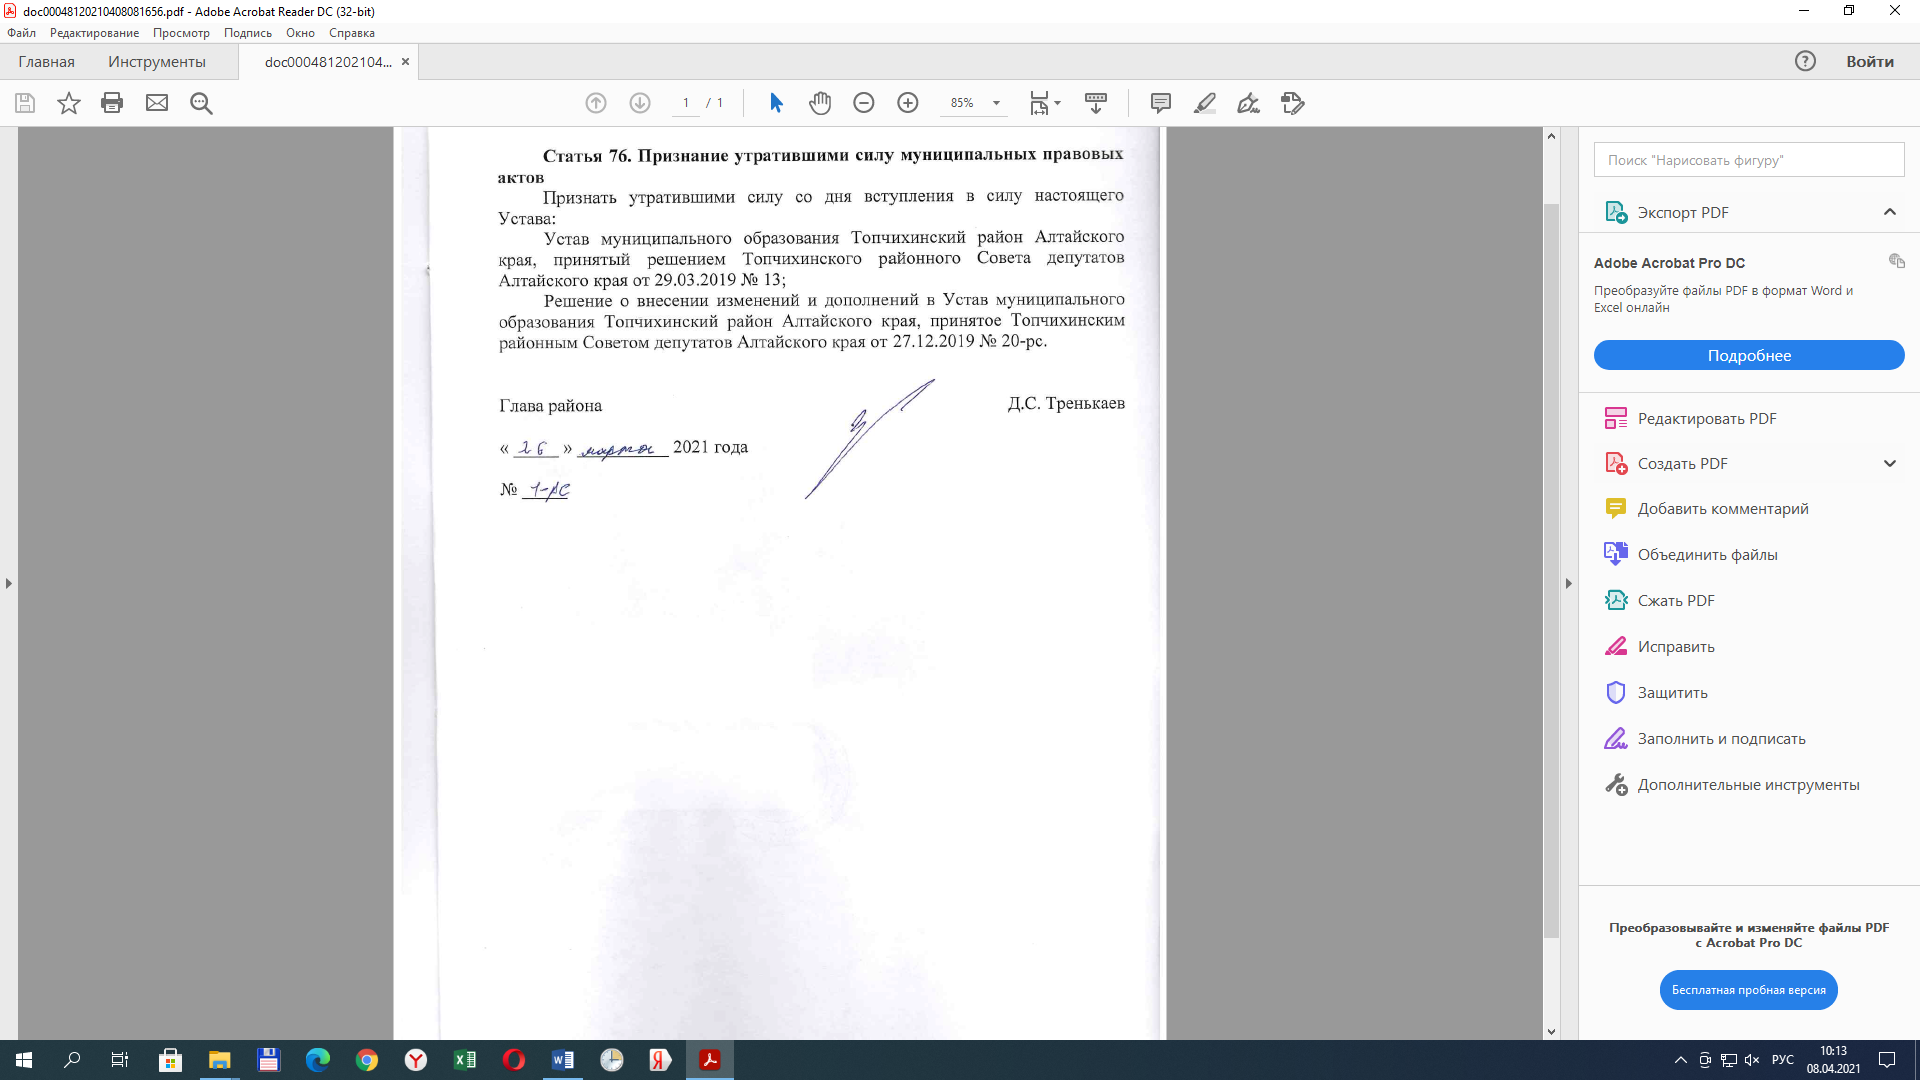 doc00048120210408081656.pdf - Adobe Acrobat Reader DC (32-bit)
Файл Редактирование Просмотр Подпись Окно Справка
Главная Инструменты doc000481202104... × Войти
1 / 1 85%
Статья 76. Признание утратившими силу муниципальных правовых
актов
Признать утратившими силу со дня вступления в силу настоящего
Устава:
Устав муниципального образования Топчихинский район Алтайского
края, принятый решением Топчихинского районного Совета депутатов
Алтайского края от 29.03.2019 № 13;
Решение о внесении изменений и дополнений в Устав муниципального
образования Топчихинский район Алтайского края, принятое Топчихинским
районным Советом депутатов Алтайского края от 27.12.2019 № 20-рс.
Глава района Д.С. Тренькаев
« 26 » марта 2021 года
№ 1-рс
Поиск "Нарисовать фигуру"
Экспорт PDF
Adobe Acrobat Pro DC
Преобразуйте файлы PDF в формат Word и
Excel онлайн
Подробнее
Редактировать PDF
Создать PDF
Добавить комментарий
Объединить файлы
Сжать PDF
Исправить
Защитить
Заполнить и подписать
Дополнительные инструменты
Преобразовывайте и изменяйте файлы PDF
с Acrobat Pro DC
Бесплатная пробная версия
РУС
10:13
08.04.2021